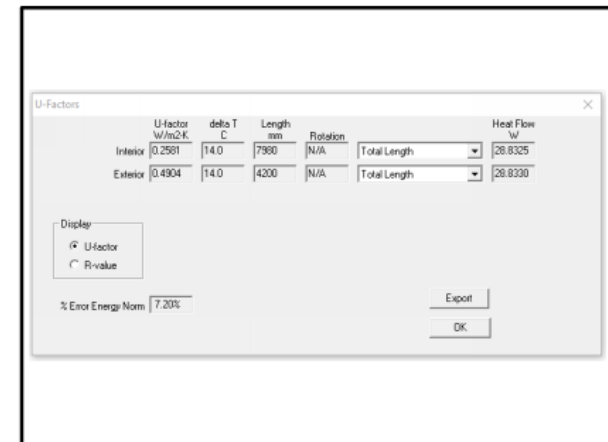 U-Factors
U-factor delta T Length Heat Flow
W/m2-K C mm Rotation W
Interior 0.2581 14.0 7980 N/A Total Length 28.8325
Exterior 0.4904 14.0 4200 N/A Total Length 28.8330
Display
U-factor
R-value
% Error Energy Norm 7.20%
Export
OK